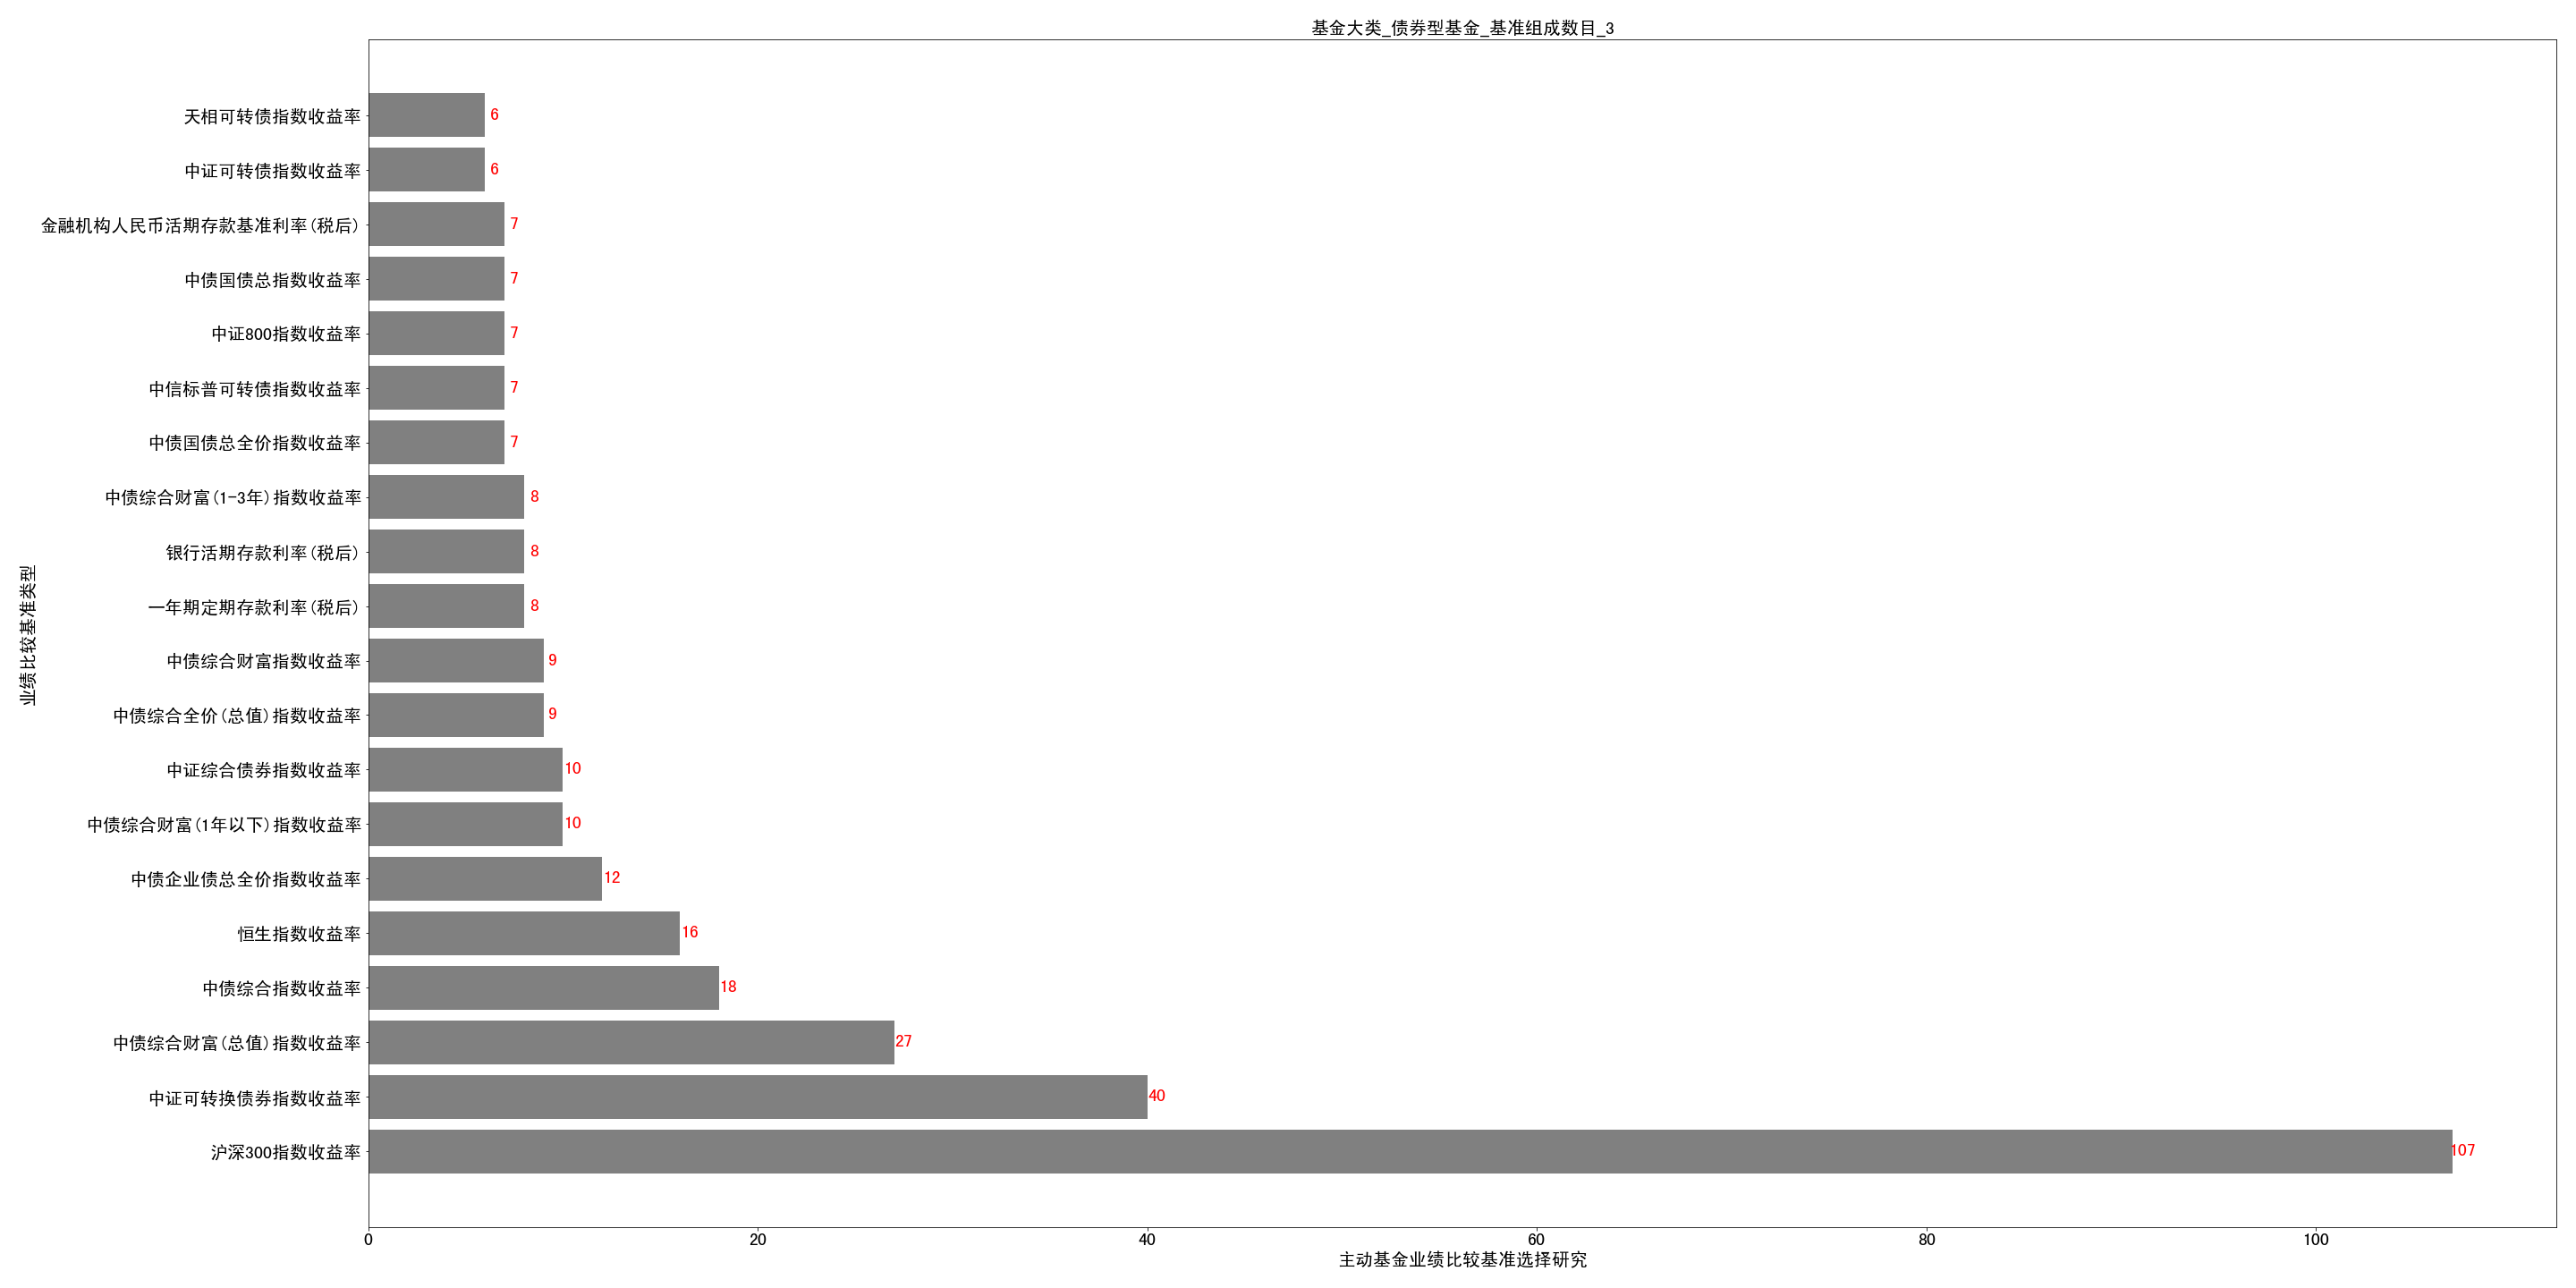 基金大类_债券型基金_基准组成数目_3
天相可转债指数收益率 6
中证可转债指数收益率 6
金融机构人民币活期存款基准利率(税后) 7
中债国债总指数收益率 7
中证800指数收益率 7
中信标普可转债指数收益率 7
中债国债总全价指数收益率 7
中债综合财富(1-3年)指数收益率 8
银行活期存款利率(税后) 8
一年期定期存款利率(税后) 8
中债综合财富指数收益率 9
中债综合全价(总值)指数收益率 9
中证综合债券指数收益率 10
中债综合财富(1年以下)指数收益率 10
中债企业债总全价指数收益率 12
恒生指数收益率 16
中债综合指数收益率 18
中债综合财富(总值)指数收益率 27
中证可转换债券指数收益率 40
沪深300指数收益率 107
业绩比较基准类型
0 20 40 60 80 100
主动基金业绩比较基准选择研究